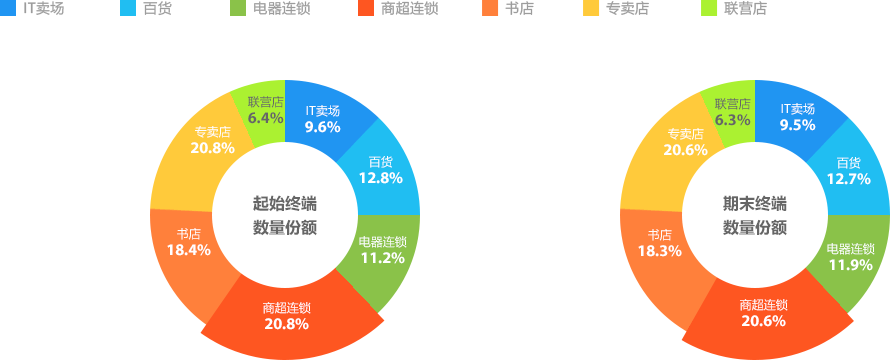 IT卖场
百货
电器连锁
商超连锁
书店
专卖店
联营店
起始终端
数量份额
IT卖场
9.6%
百货
12.8%
电器连锁
11.2%
商超连锁
20.8%
书店
18.4%
专卖店
20.8%
联营店
6.4%
期末终端
数量份额
IT卖场
9.5%
百货
12.7%
电器连锁
11.9%
商超连锁
20.6%
书店
18.3%
专卖店
20.6%
联营店
6.3%